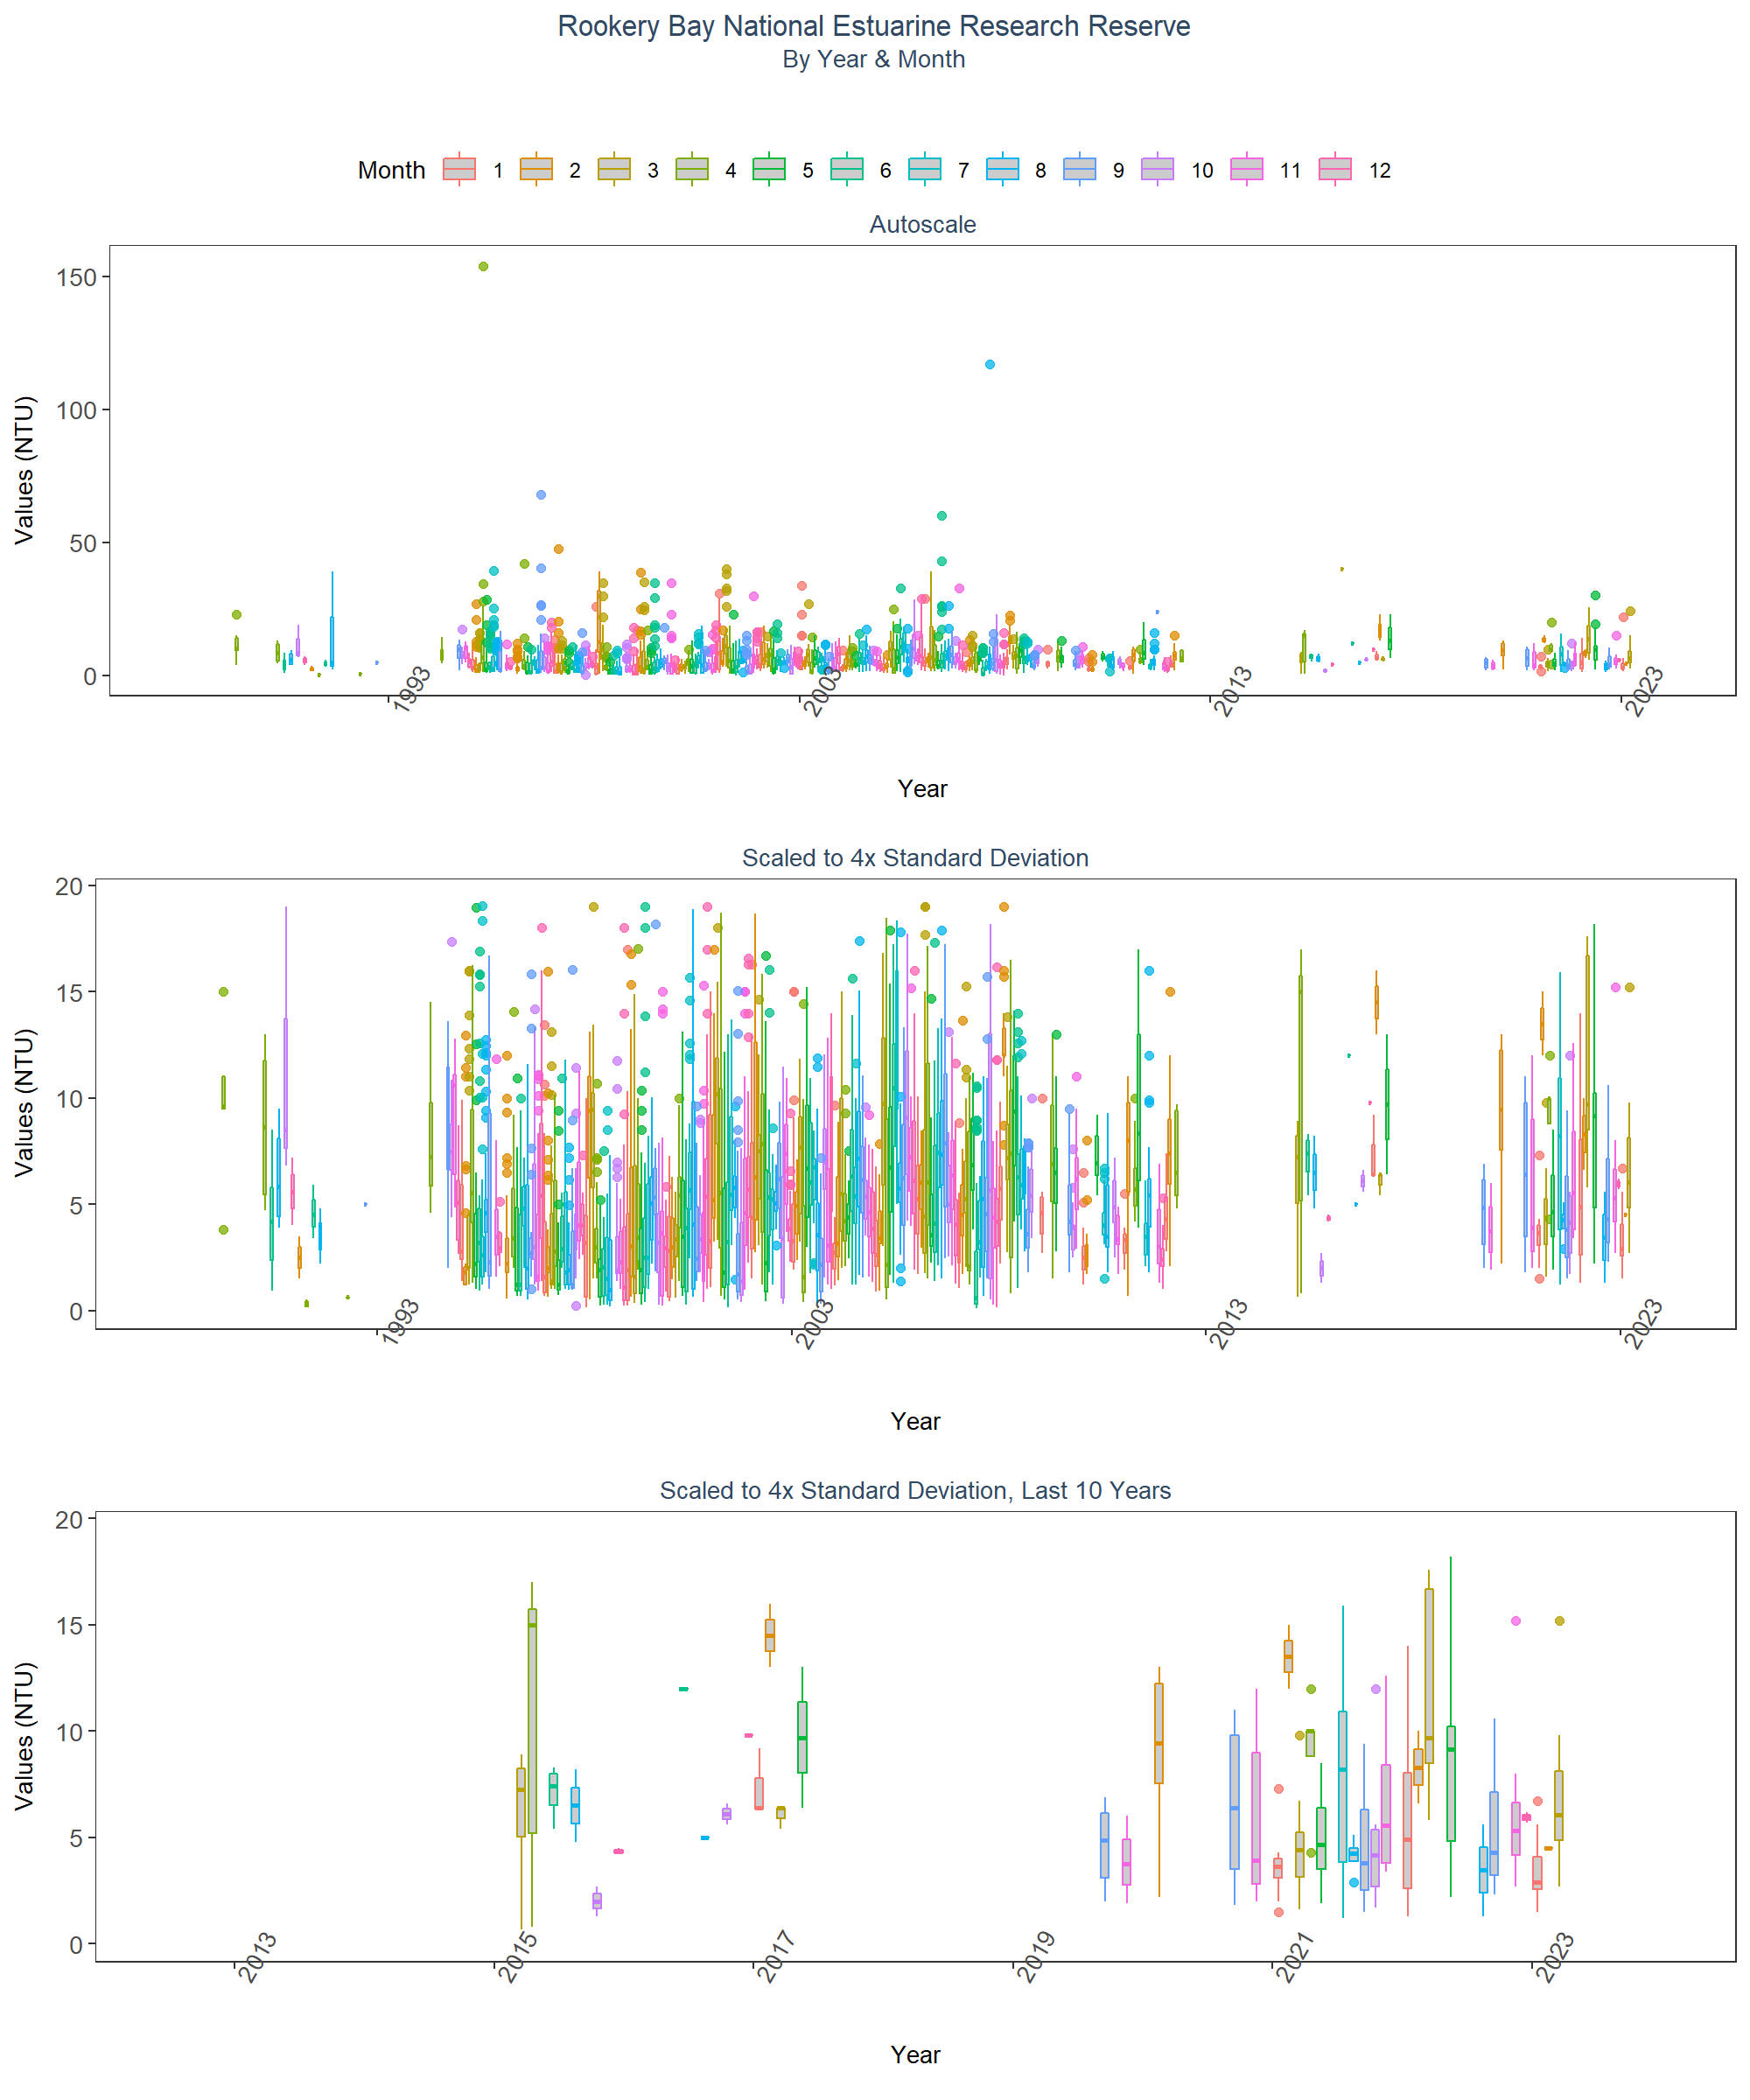 Rookery Bay National Estuarine Research Reserve
By Year & Month
Month 1 2 3 4 5 6 7 8 9 10 11 12
Autoscale
Values (NTU)
150
100
50
0
1993 2003 2013 2023
Year
Scaled to 4x Standard Deviation
Values (NTU)
20
15
10
5
0
1993 2003 2013 2023
Year
Scaled to 4x Standard Deviation, Last 10 Years
Values (NTU)
20
15
10
5
0
2013 2015 2017 2019 2021 2023
Year